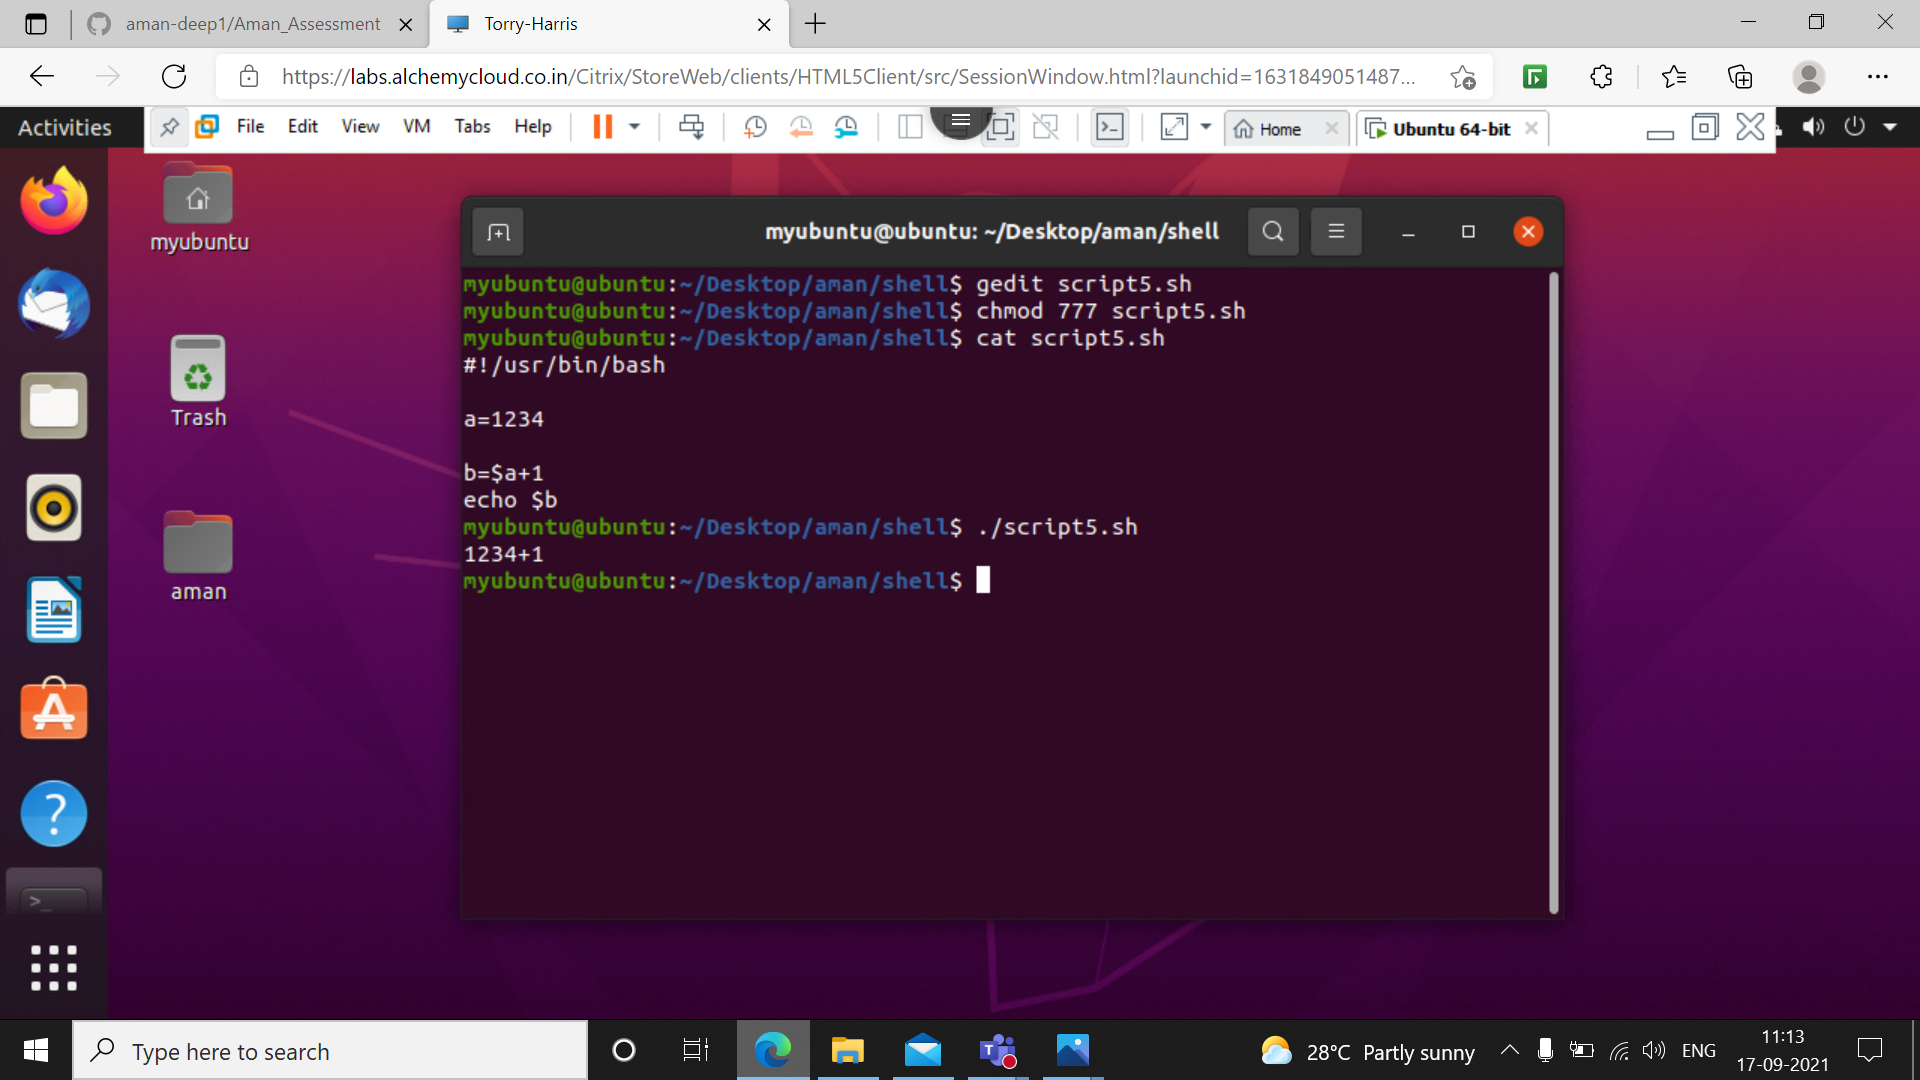 aman-deep1/Aman_Assessment
Torry-Harris
https://labs.alchemycloud.co.in/Citrix/StoreWeb/clients/HTML5Client/src/SessionWindow.html?launchid=1631849051487...
Activities
File Edit View VM Tabs Help
Home
Ubuntu 64-bit
myubuntu
Trash
aman
myubuntu@ubuntu: ~/Desktop/aman/shell
myubuntu@ubuntu:~/Desktop/aman/shell$ gedit script5.sh
myubuntu@ubuntu:~/Desktop/aman/shell$ chmod 777 script5.sh
myubuntu@ubuntu:~/Desktop/aman/shell$ cat script5.sh
#!/usr/bin/bash
a=1234
b=$a+1
echo $b
myubuntu@ubuntu:~/Desktop/aman/shell$ ./script5.sh
1234+1
myubuntu@ubuntu:~/Desktop/aman/shell$
Type here to search
28°C Partly sunny
ENG
11:13
17-09-2021